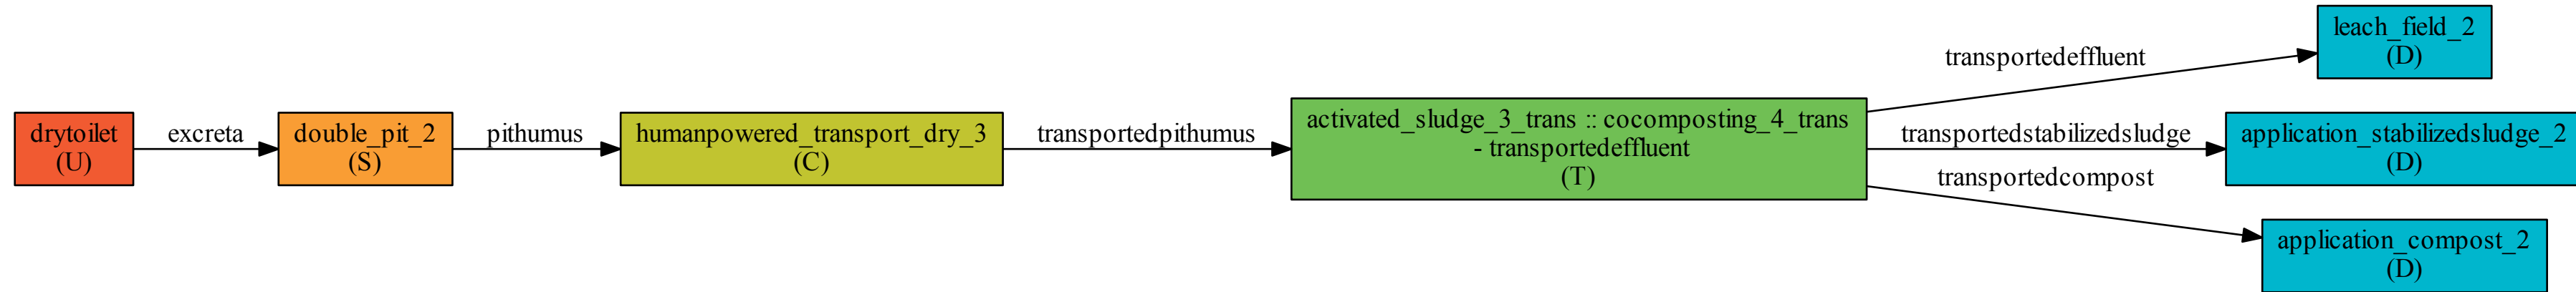 drytoilet
(U)
excreta
double_pit_2
(S)
pithumus
humanpowered_transport_dry_3
(C)
transportedpithumus
activated_sludge_3_trans :: cocomposting_4_trans
- transportedeffluent
(T)
transportedeffluent
leach_field_2
(D)
transportedstabilizedsludge
application_stabilizedsludge_2
(D)
transportedcompost
application_compost_2
(D)